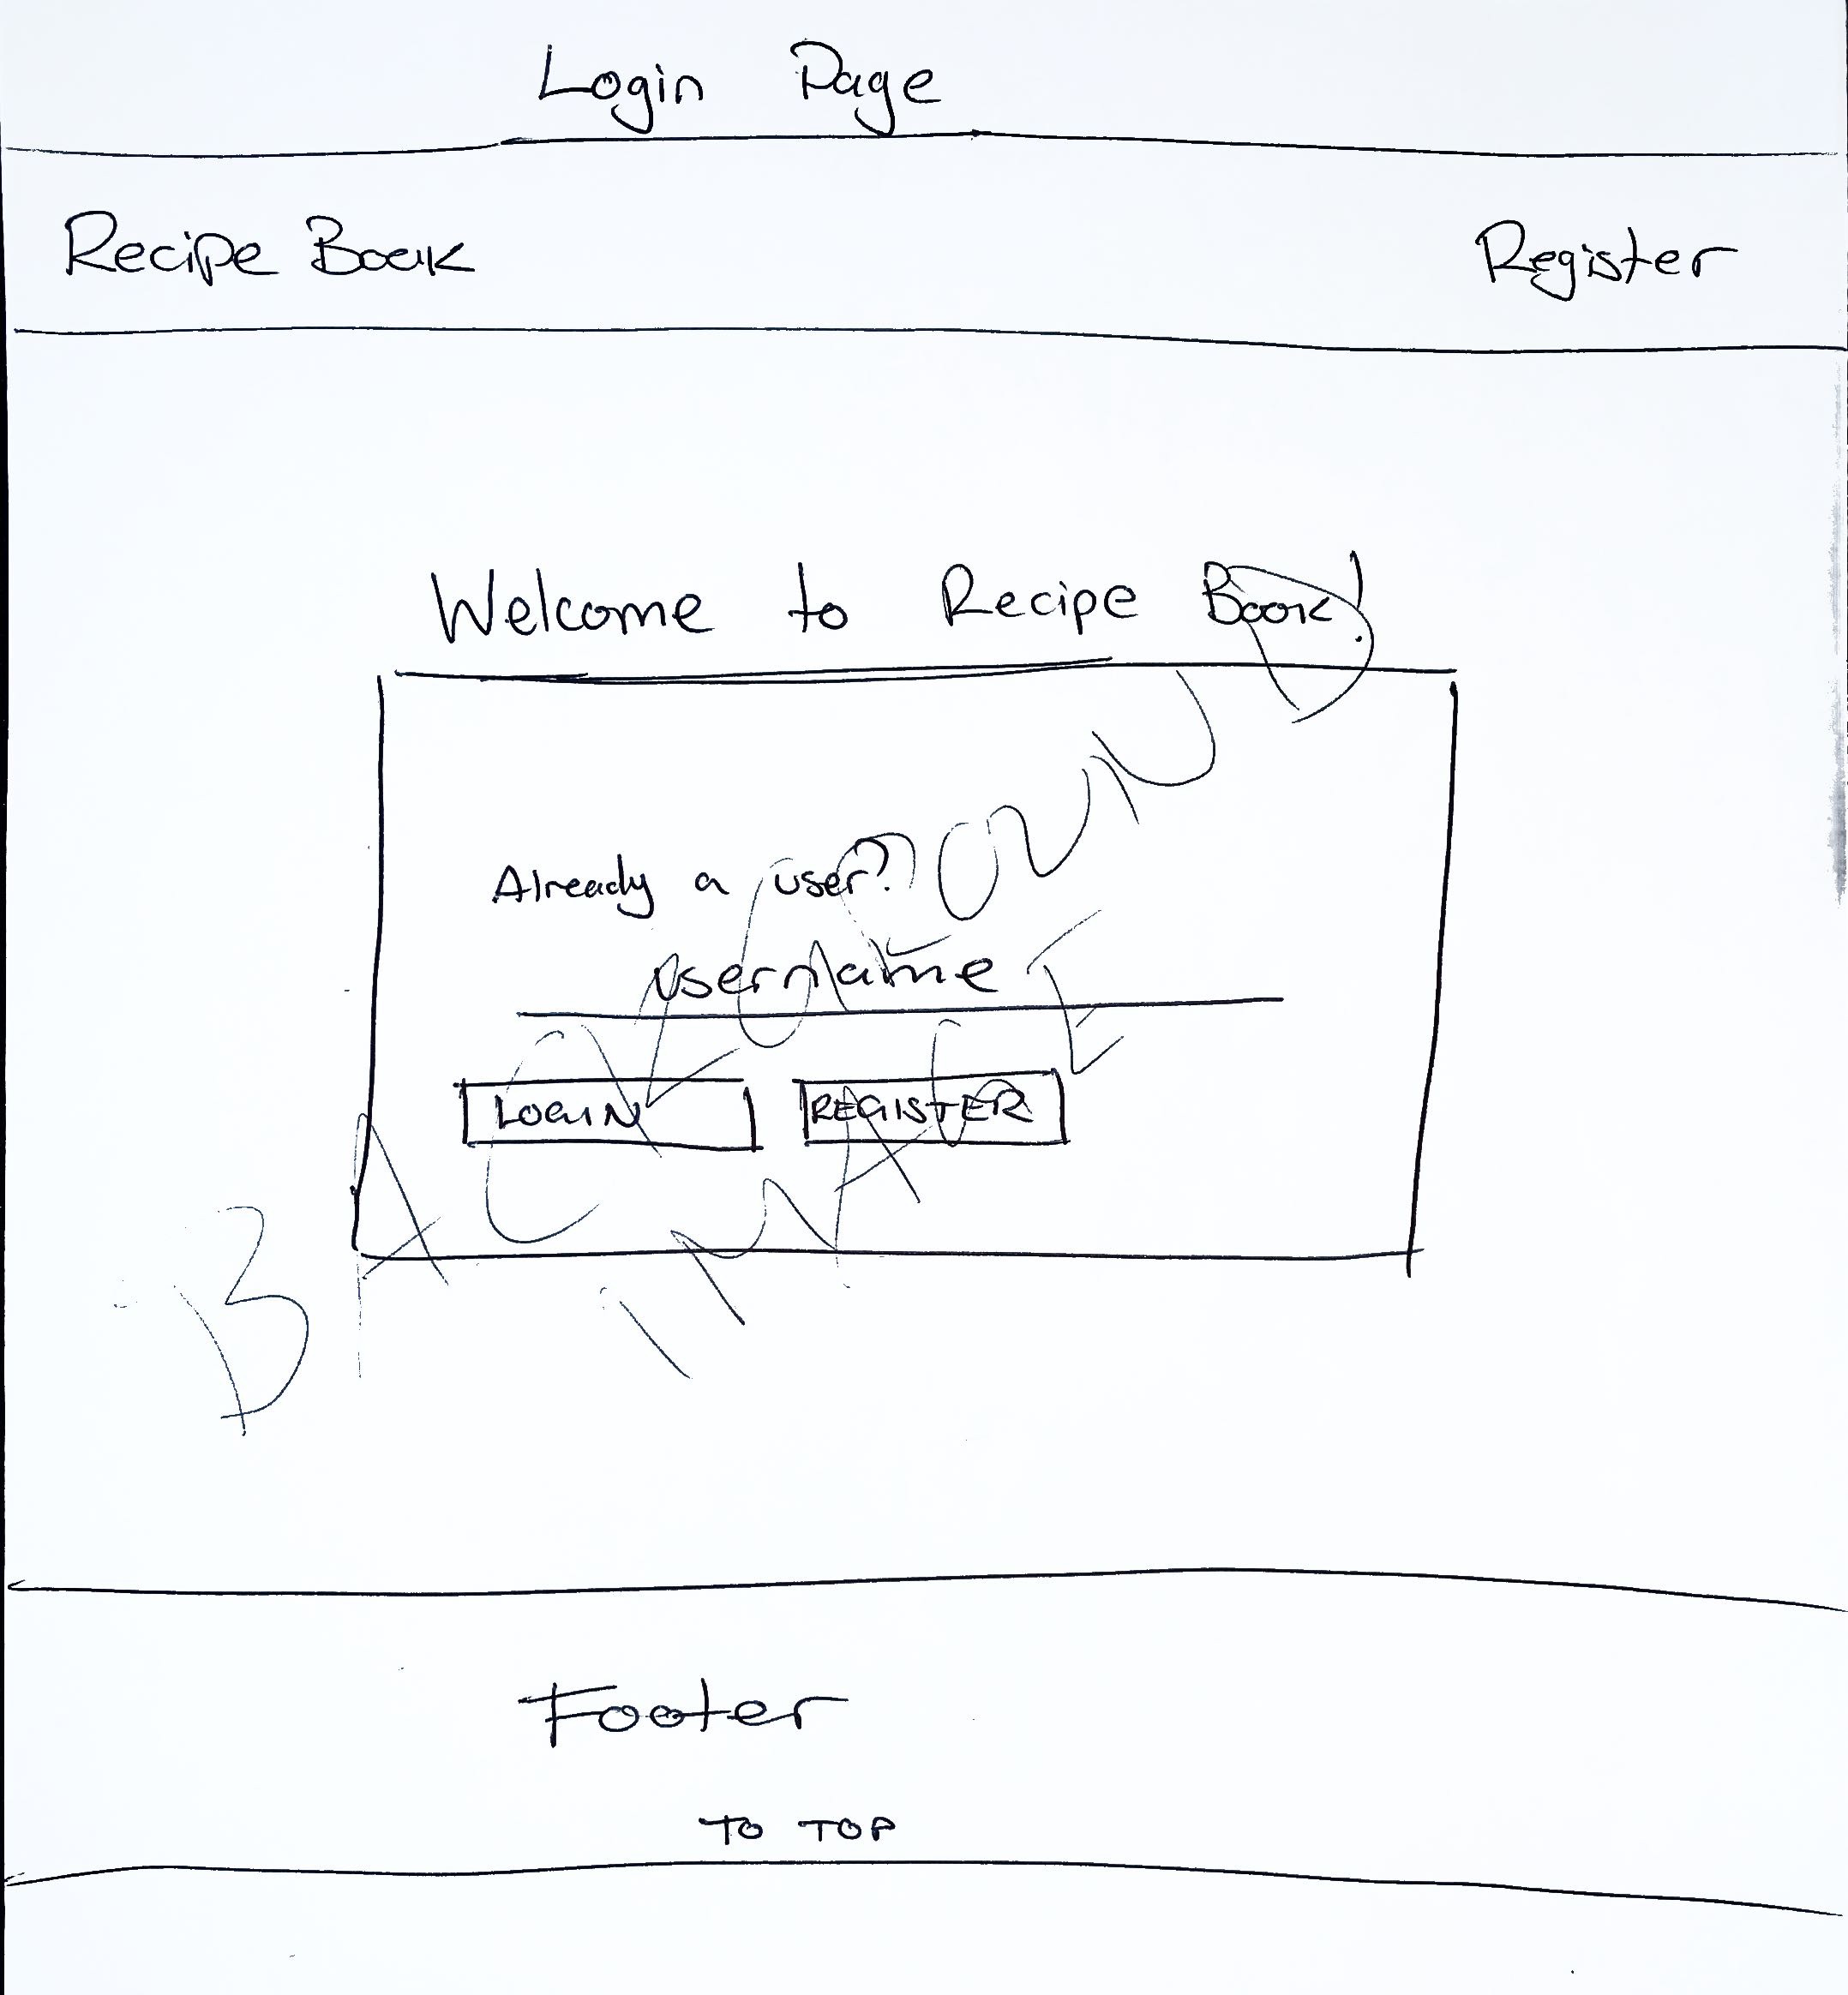 Login Page
Recipe Book
Register
Welcome to Recipe Book!
Already a user?
username
LOGIN
REGISTER
BACKGROUND
IMAGE
Footer
TO TOP